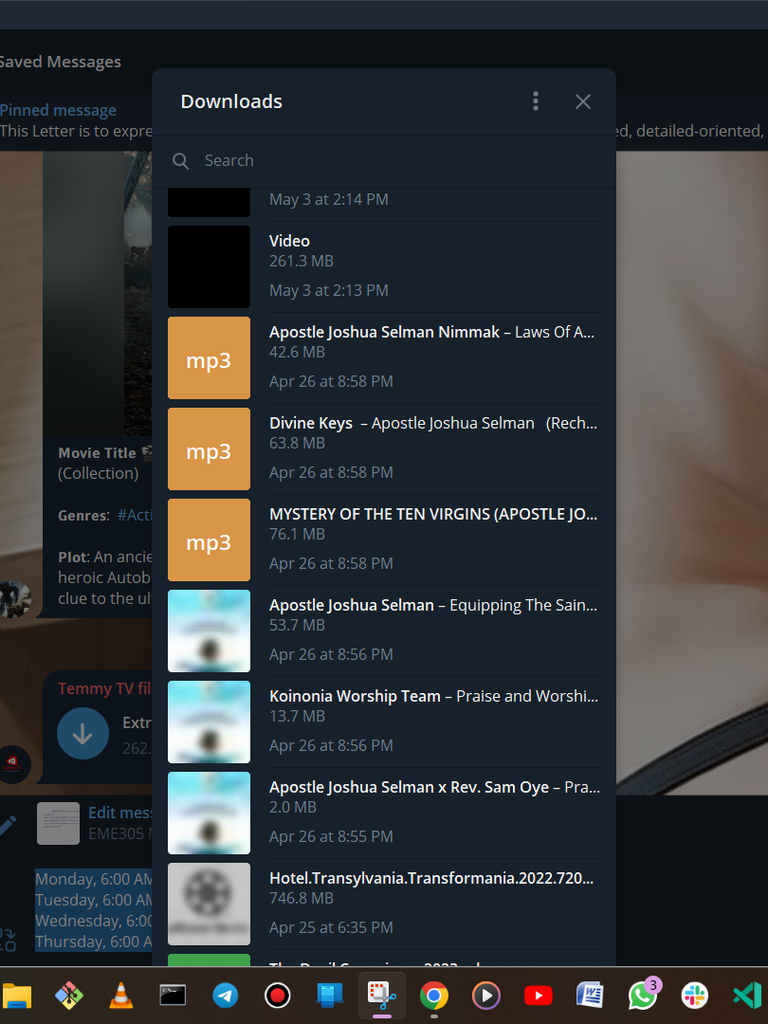 Saved Messages
Downloads
Pinned message
This Letter is to expre
ed, detailed-oriented,
Search
May 3 at 2:14 PM
Video
261.3 MB
May 3 at 2:13 PM
Apostle Joshua Selman Nimmak – Laws Of A...
mp3
42.6 MB
Apr 26 at 8:58 PM
Divine Keys – Apostle Joshua Selman (Rech...
mp3
63.8 MB
Apr 26 at 8:58 PM
Movie Title
(Collection)
Genres: #Acti
Plot: An ancie
heroic Autob
clue to the ul
MYSTERY OF THE TEN VIRGINS (APOSTLE JO...
mp3
76.1 MB
Apr 26 at 8:58 PM
Apostle Joshua Selman – Equipping The Sain...
53.7 MB
Apr 26 at 8:56 PM
Temmy TV fil
Extr
262.
Koinonia Worship Team – Praise and Worshi...
13.7 MB
Apr 26 at 8:56 PM
Apostle Joshua Selman x Rev. Sam Oye – Pra...
2.0 MB
Apr 26 at 8:55 PM
Edit mess
EME305
Monday, 6:00 AM
Tuesday, 6:00 A
Wednesday, 6:00
Thursday, 6:00 A
Hotel.Transylvania.Transformania.2022.720...
746.8 MB
Apr 25 at 6:35 PM
3